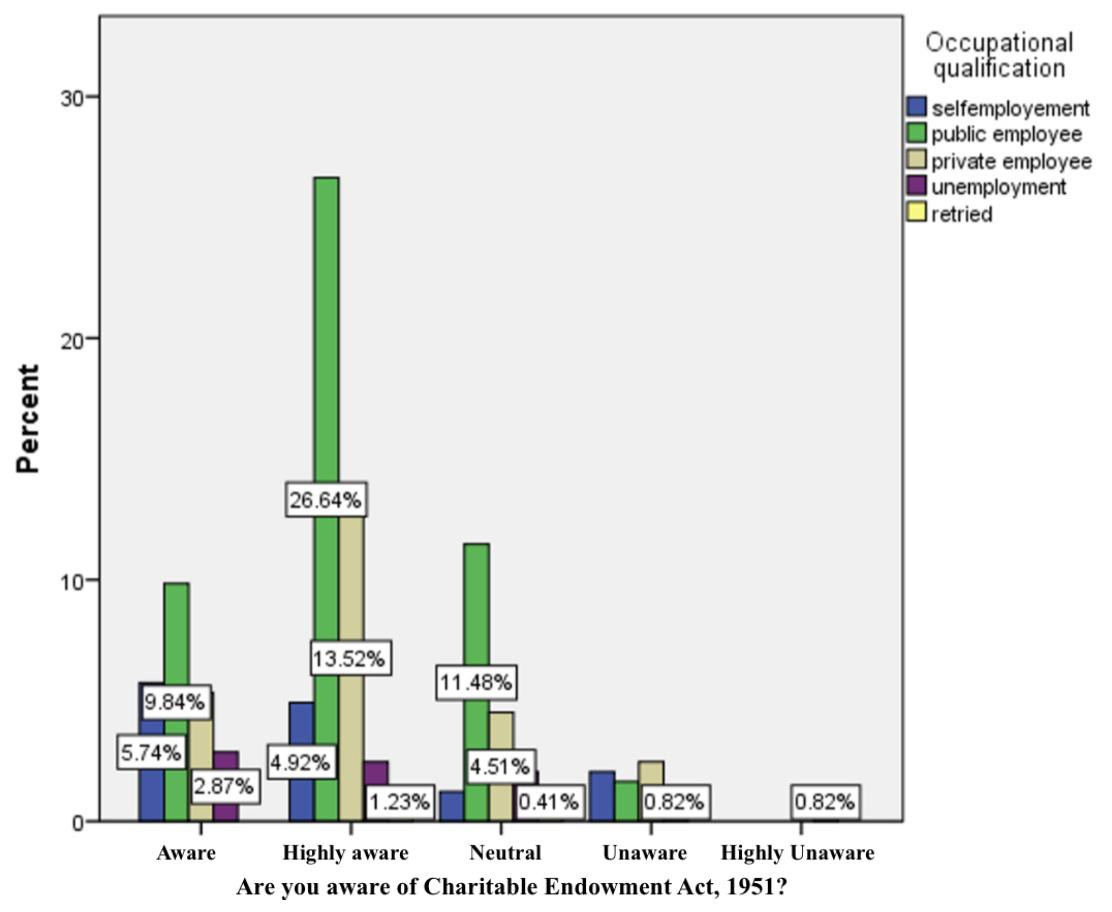 Occupational
qualification
selfemployement
public employee
private employee
unemployment
retried
Percent
30
20
10
0
26.64%
13.52%
11.48%
9.84%
5.74%
4.92%
4.51%
2.87%
1.23%
0.41%
0.82%
0.82%
Aware
Highly aware
Neutral
Unaware
Highly Unaware
Are you aware of Charitable Endowment Act, 1951?